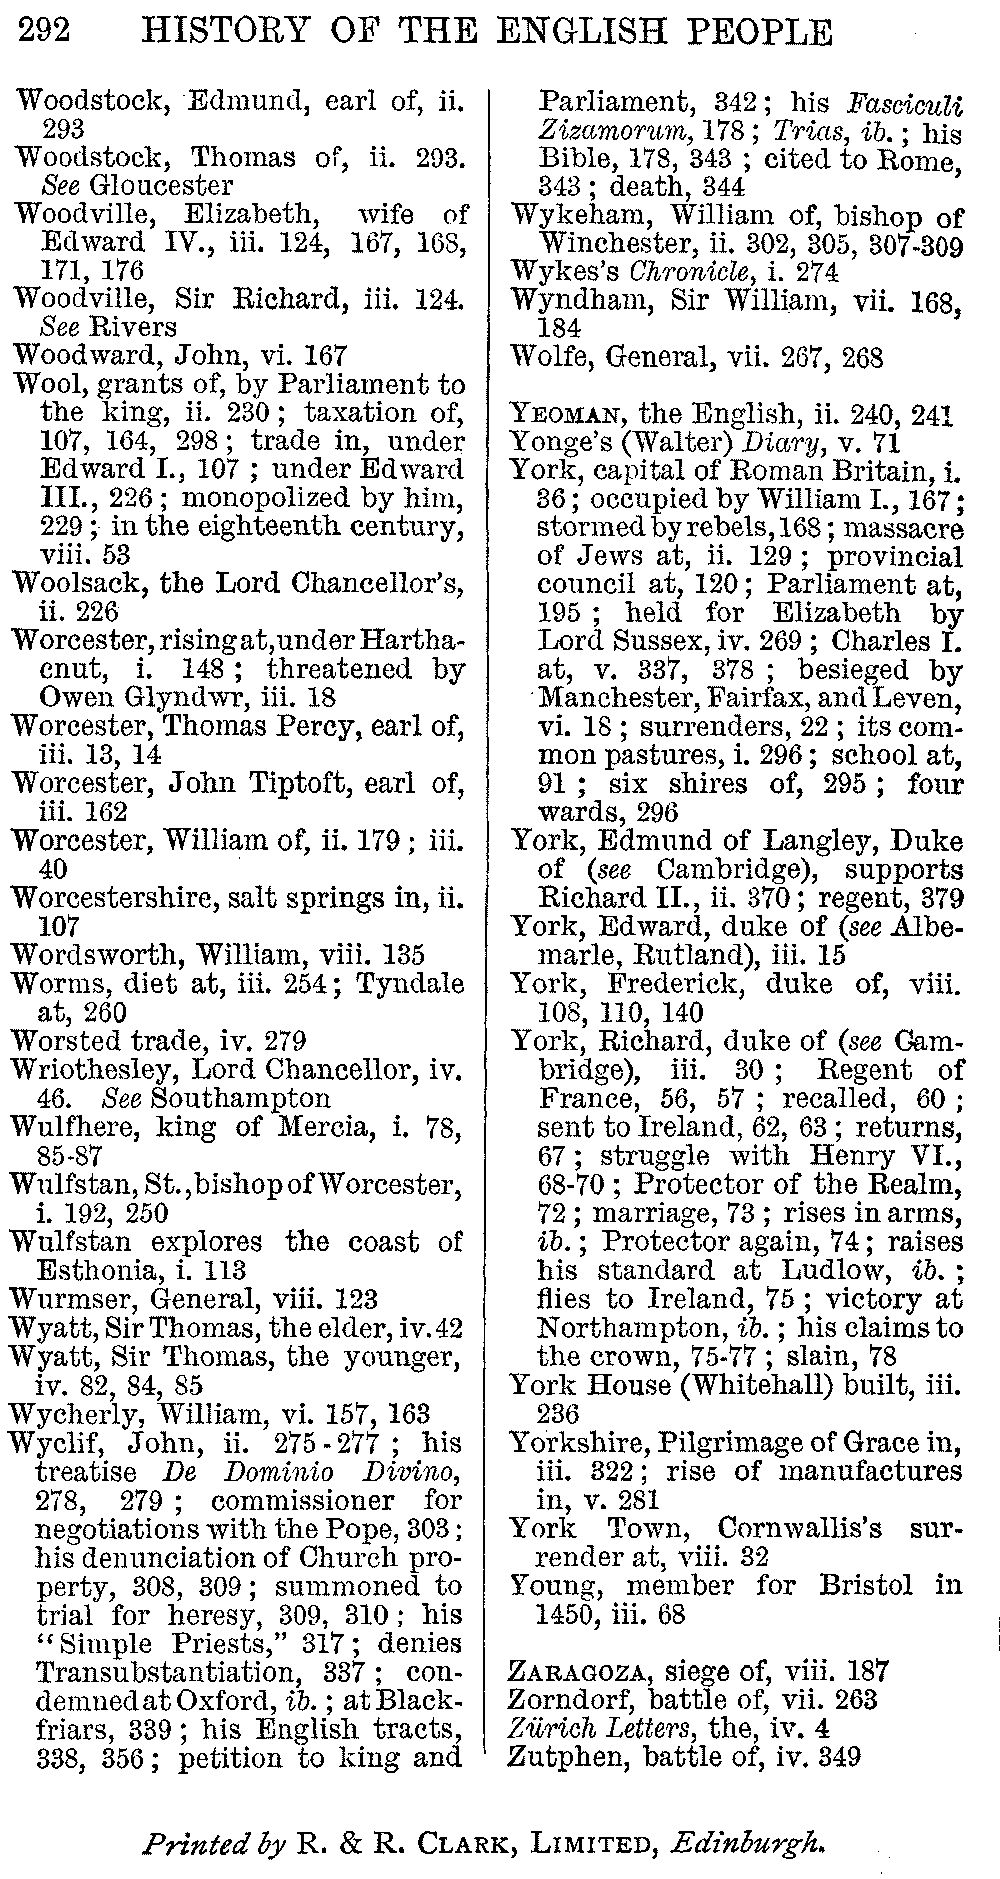 292 HISTORY OF THE ENGLISH PEOPLE
Woodstock, Edmund, earl of, ii.
293
Woodstock, Thomas of, ii. 293.
See Gloucester
Woodville, Elizabeth, wife of
Edward IV., iii. 124, 167, 168,
171, 176
Woodville, Sir Richard, iii. 124.
See Rivers
Woodward, John, vi. 167
Wool, grants of, by Parliament to
the king, ii. 230; taxation of,
107, 164, 298; trade in, under
Edward I., 107 ; under Edward
III., 226; monopolized by him,
229; in the eighteenth century,
viii. 53
Woolsack, the Lord Chancellor's,
ii. 226
Worcester, rising at, under Hartha-
cnut, i. 148 ; threatened by
Owen Glyndwr, iii. 18
Worcester, Thomas Percy, earl of,
iii. 13, 14
Worcester, John Tiptoft, earl of,
iii. 162
Worcester, William of, ii. 179; iii.
40
Worcestershire, salt springs in, ii.
107
Wordsworth, William, viii. 135
Worms, diet at, iii. 254; Tyndale
at, 260
Worsted trade, iv. 279
Wriothesley, Lord Chancellor, iv.
46. See Southampton
Wulfhere, king of Mercia, i. 78,
85-87
Wulfstan, St., bishop of Worcester,
i. 192, 250
Wulfstan explores the coast of
Esthonia, i. 113
Wurmser, General, viii. 123
Wyatt, Sir Thomas, the elder, iv. 42
Wyatt, Sir Thomas, the younger,
iv. 82, 84, 85
Wycherly, William, vi. 157, 163
Wyclif, John, ii. 275-277 ; his
treatise De Dominio Divino,
278, 279 ; commissioner for
negotiations with the Pope, 303;
his denunciation of Church pro-
perty, 308, 309; summoned to
trial for heresy, 309, 310; his
"Simple Priests," 317; denies
Transubstantiation, 337 ; con-
demned at Oxford, ib. ; at Black-
friars, 339; his English tracts,
338, 356; petition to king and
Parliament, 342; his Fasciculi
Zizamorum, 178; Trias, ib. ; his
Bible, 178, 343 ; cited to Rome,
343; death, 344
Wykeham, William of, bishop of
Winchester, ii. 302, 305, 307-309
Wykes's Chronicle, i. 274
Wyndham, Sir William, vii. 168,
184
Wolfe, General, vii. 267, 268
YEOMAN, the English, ii. 240, 241
Yonge's (Walter) Diary, v. 71
York, capital of Roman Britain, i.
36; occupied by William I., 167;
stormed by rebels, 168; massacre
of Jews at, ii. 129 ; provincial
council at, 120; Parliament at,
195 ; held for Elizabeth by
Lord Sussex, iv. 269 ; Charles I.
at, v. 337, 378 ; besieged by
Manchester, Fairfax, and Leven,
vi. 18 ; surrenders, 22 ; its com-
mon pastures, i. 296; school at,
91 ; six shires of, 295 ; four
wards, 296
York, Edmund of Langley, Duke
of (see Cambridge), supports
Richard II., ii. 370; regent, 379
York, Edward, duke of (see Albe-
marle, Rutland), iii. 15
York, Frederick, duke of, viii.
108, 110, 140
York, Richard, duke of (see Cam-
bridge), iii. 30 ; Regent of
France, 56, 57 ; recalled, 60 ;
sent to Ireland, 62, 63; returns,
67; struggle with Henry VI.,
68-70; Protector of the Realm,
72; marriage, 73 ; rises in arms,
ib. ; Protector again, 74; raises
his standard at Ludlow, ib. ;
flies to Ireland, 75 ; victory at
Northampton, ib. ; his claims to
the crown, 75-77 ; slain, 78
York House (Whitehall) built, iii.
236
Yorkshire, Pilgrimage of Grace in,
iii. 322; rise of manufactures
in, v. 281
York Town, Cornwallis's sur-
render at, viii. 32
Young, member for Bristol in
1450, iii. 68
ZARAGOZA, siege of, viii. 187
Zorndorf, battle of, vii. 263
Zürich Letters, the, iv. 4
Zutphen, battle of, iv. 349
Printed by R. & R. CLARK, LIMITED, Edinburgh.